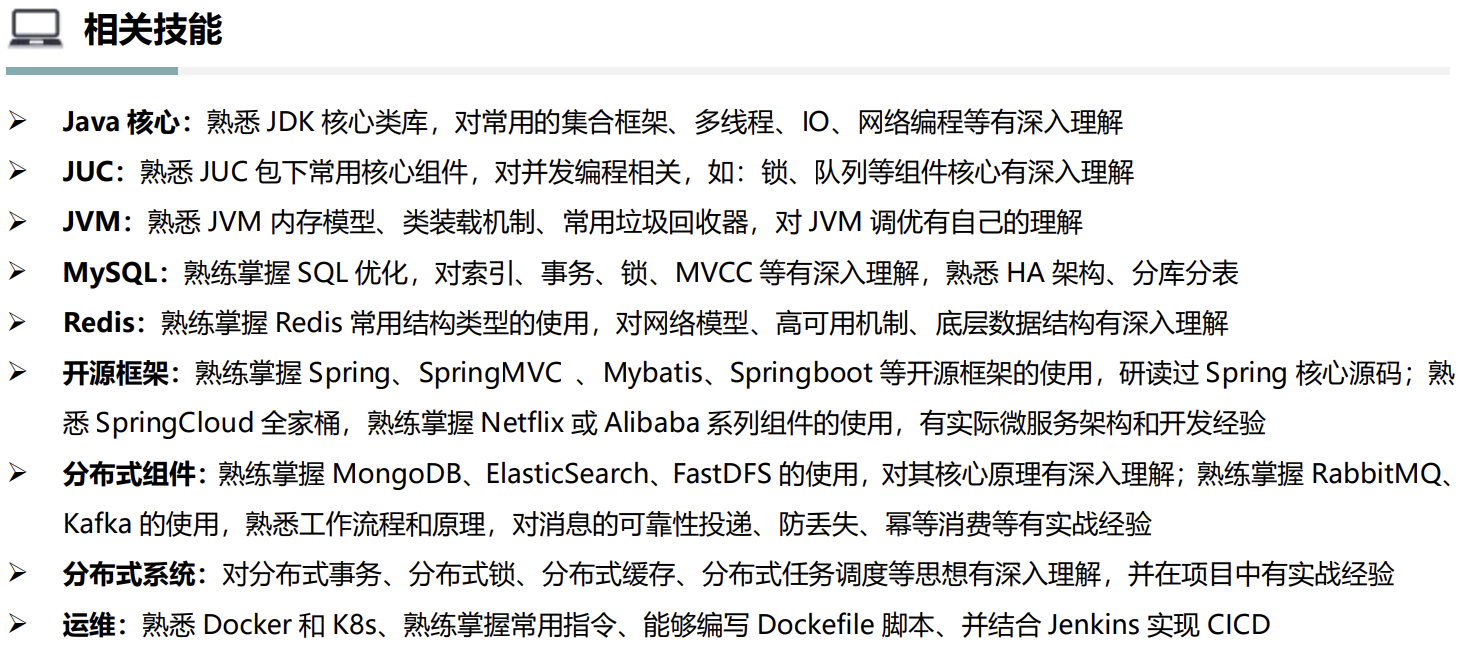 相关技能
➢ Java 核心：熟悉 JDK 核心类库，对常用的集合框架、多线程、IO、网络编程等有深入理解
➢ JUC：熟悉 JUC 包下常用核心组件，对并发编程相关，如：锁、队列等组件核心有深入理解
➢ JVM：熟悉 JVM 内存模型、类装载机制、常用垃圾回收器，对 JVM 调优有自己的理解
➢ MySQL：熟练掌握 SQL 优化，对索引、事务、锁、MVCC 等有深入理解，熟悉 HA 架构、分库分表
➢ Redis：熟练掌握 Redis 常用结构类型的使用，对网络模型、高可用机制、底层数据结构有深入理解
➢ 开源框架：熟练掌握 Spring、SpringMVC 、Mybatis、Springboot 等开源框架的使用，研读过 Spring 核心源码；熟
悉 SpringCloud 全家桶，熟练掌握 Netflix 或 Alibaba 系列组件的使用，有实际微服务架构和开发经验
➢ 分布式组件：熟练掌握 MongoDB、ElasticSearch、FastDFS 的使用，对其核心原理有深入理解；熟练掌握 RabbitMQ、
Kafka 的使用，熟悉工作流程和原理，对消息的可靠性投递、防丢失、幂等消费等有实战经验
➢ 分布式系统：对分布式事务、分布式锁、分布式缓存、分布式任务调度等思想有深入理解，并在项目中有实战经验
➢ 运维：熟悉 Docker 和 K8s、熟练掌握常用指令、能够编写 Dockefile 脚本、并结合 Jenkins 实现 CICD